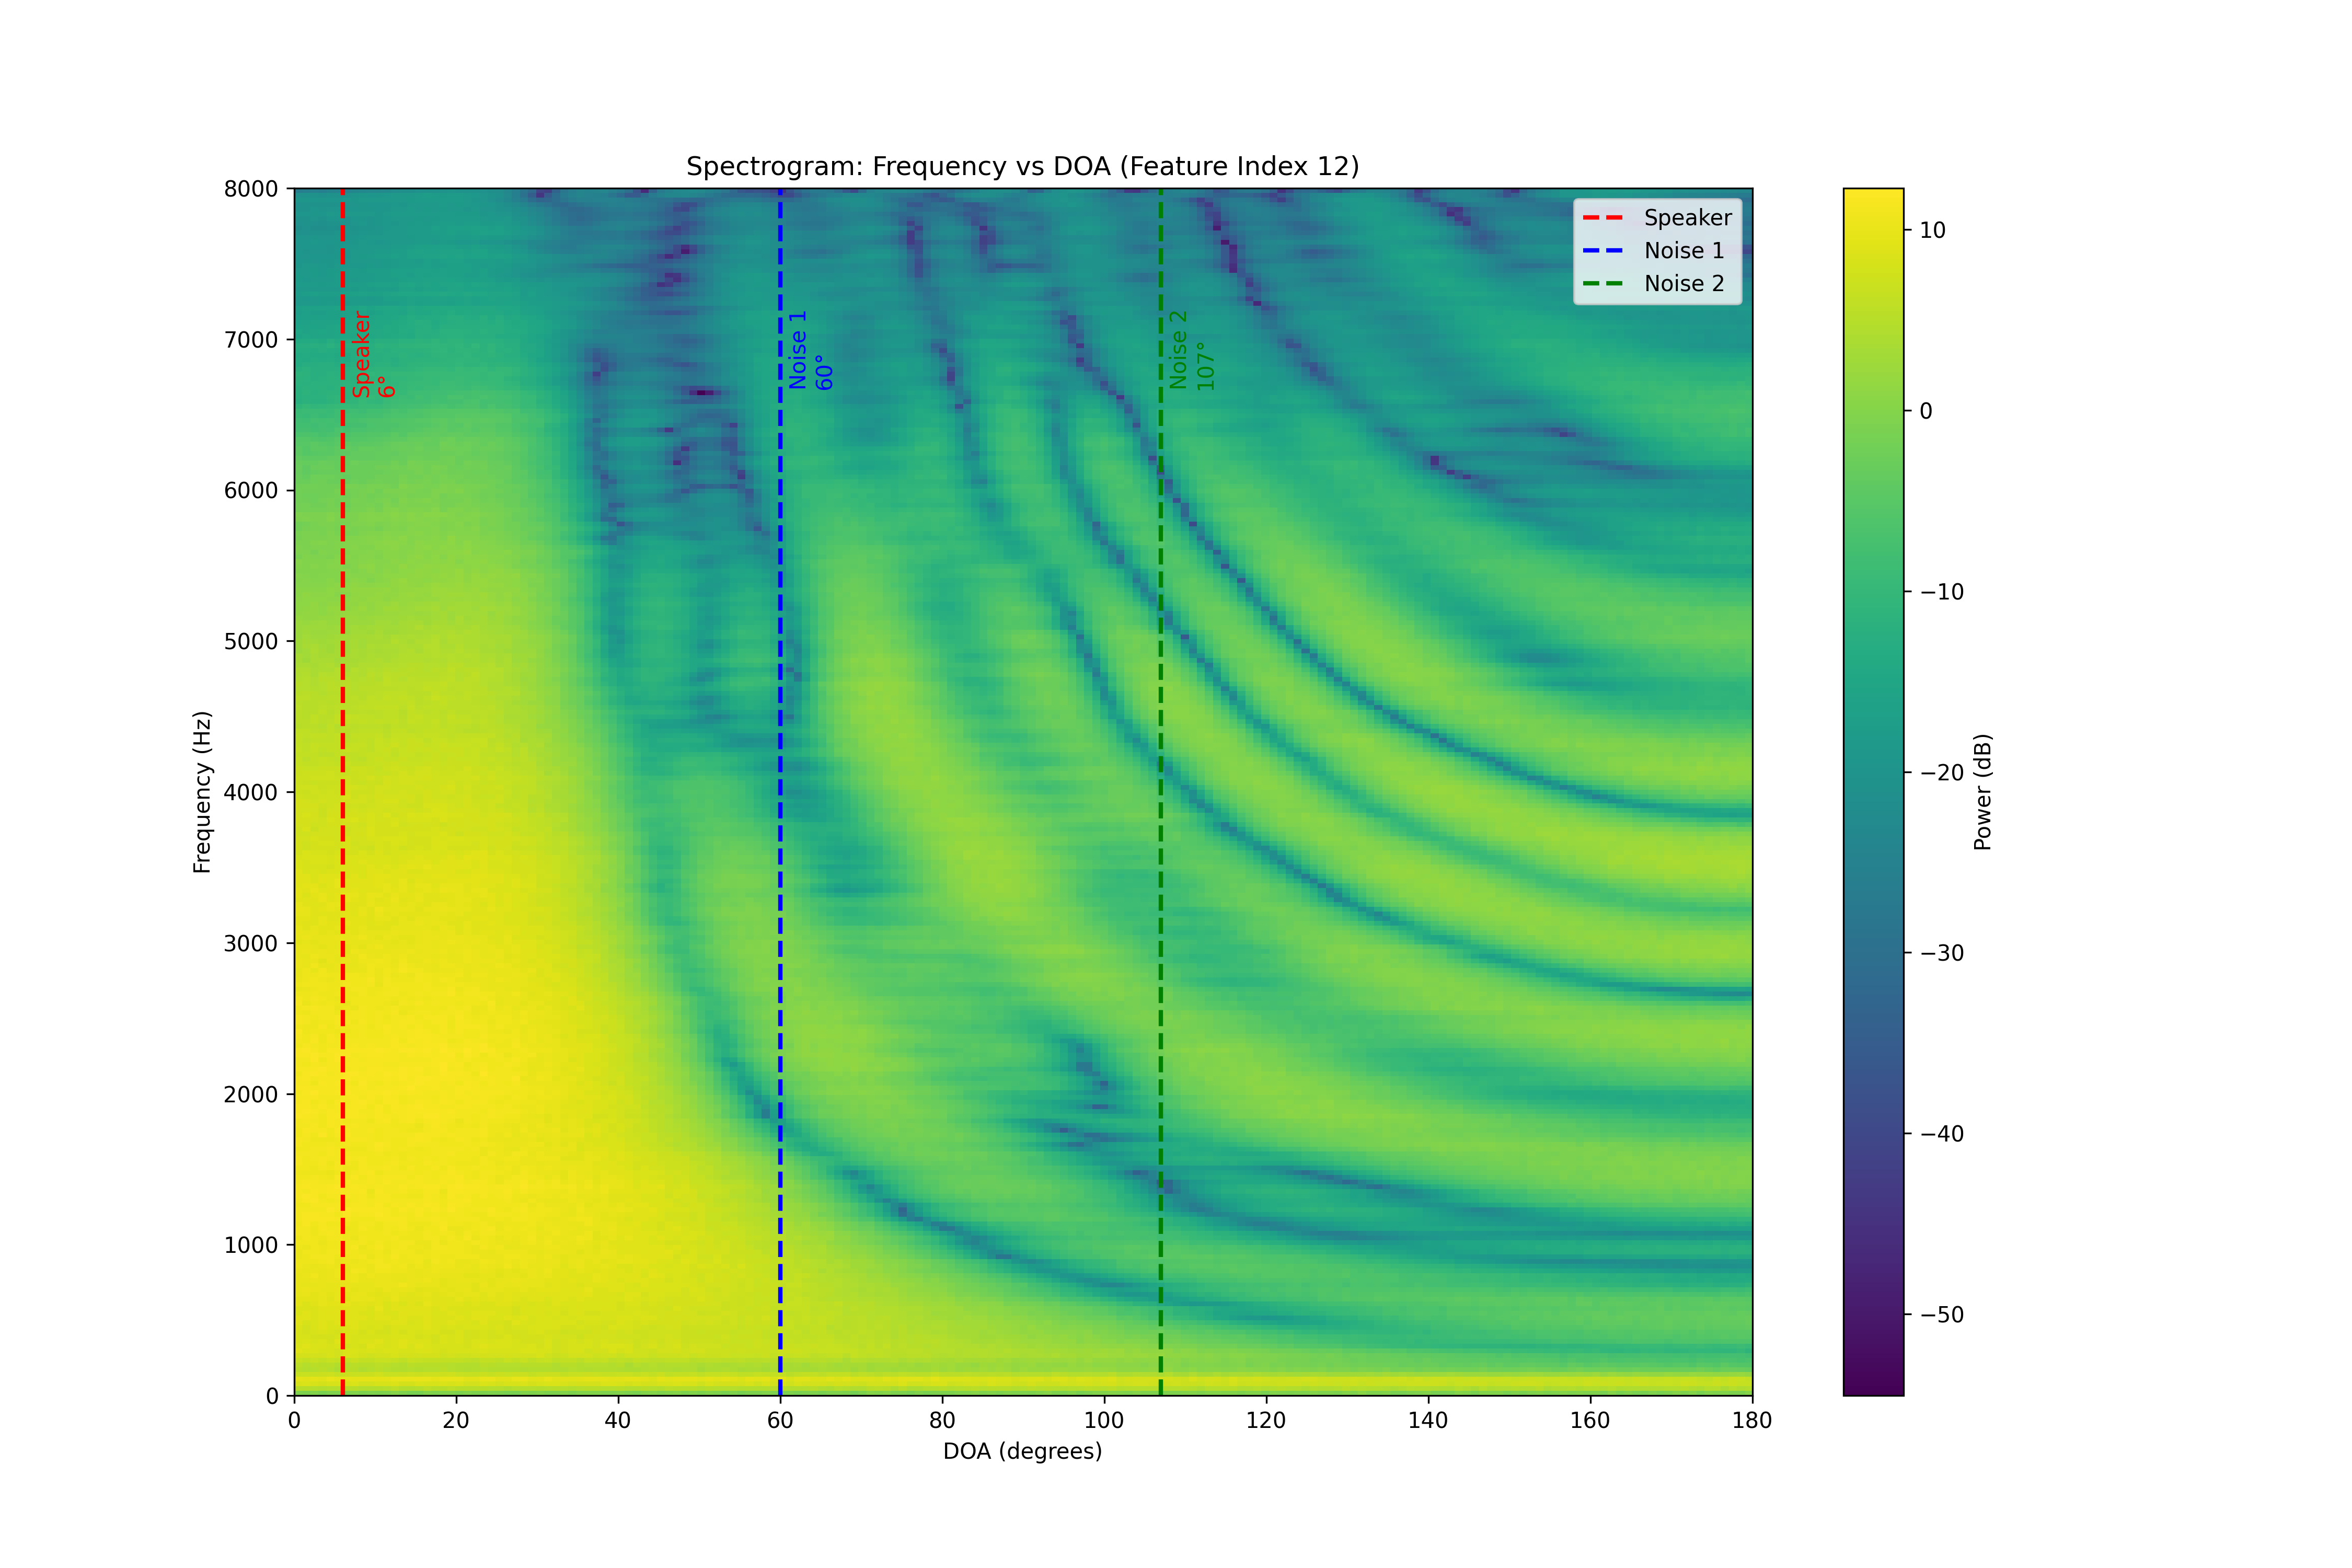 Spectrogram: Frequency vs DOA (Feature Index 12)
8000
7000
6000
5000
4000
3000
2000
1000
0
Frequency (Hz)
Speaker
6°
Noise 1
60°
Noise 2
107°
Speaker
Noise 1
Noise 2
0
20
40
60
80
100
120
140
160
180
DOA (degrees)
10
0
−10
−20
−30
−40
−50
Power (dB)